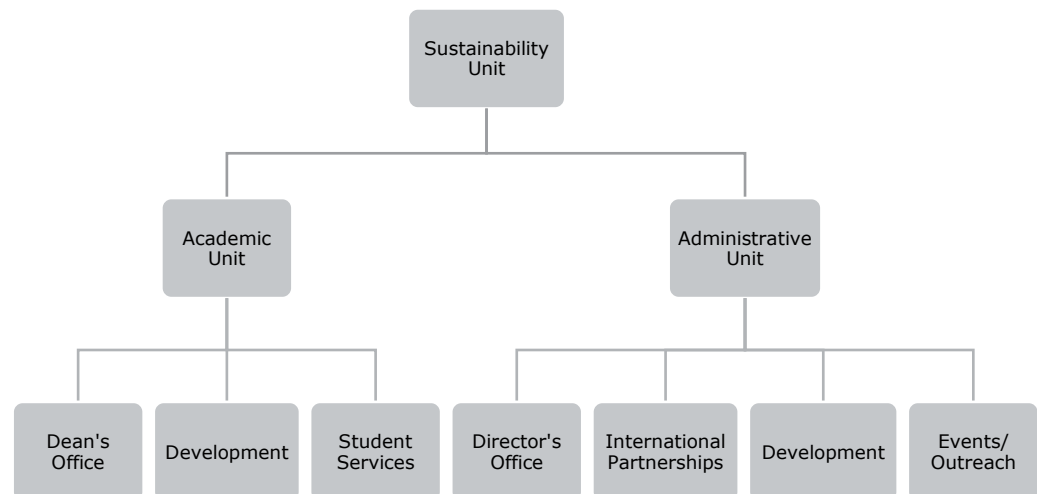 Sustainability
Unit
Academic
Unit
Administrative
Unit
Dean's
Office
Development
Student
Services
Director's
Office
International
Partnerships
Development
Events/
Outreach